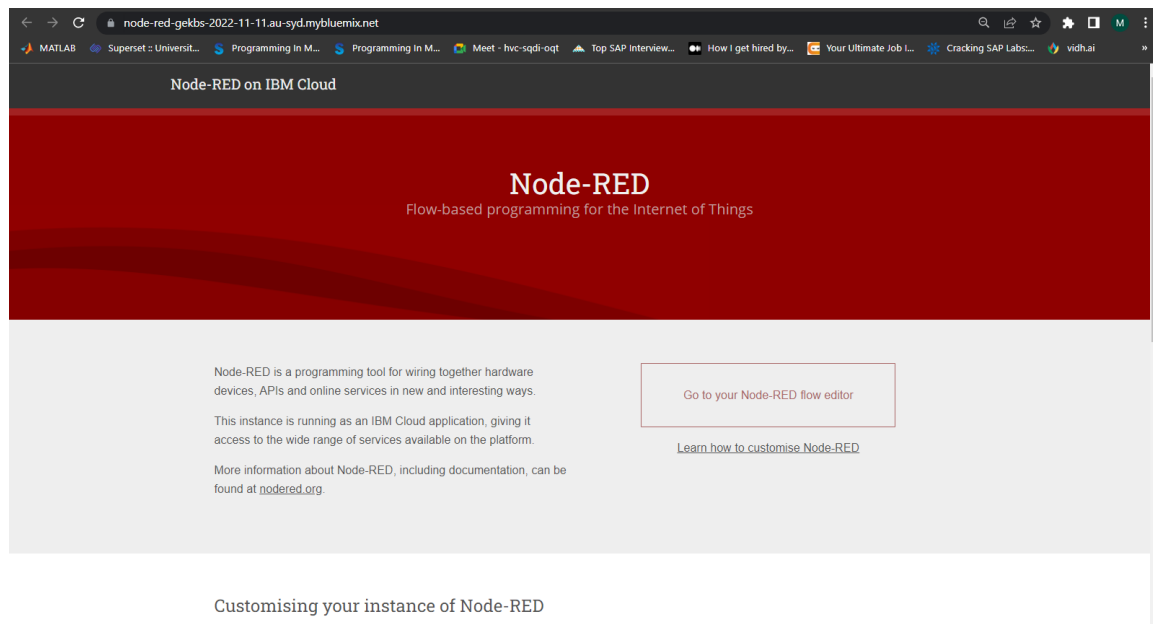 node-red-gekbs-2022-11-11.au-syd.mybluemix.net
M
MATLAB Superset :: Universit... Programming In M... Programming In M... Meet - hvc-sqdi-oqt Top SAP Interview... How I get hired by... Your Ultimate Job I... Cracking SAP Labs:... vidh.ai »
Node-RED on IBM Cloud
Node-RED
Flow-based programming for the Internet of Things
Node-RED is a programming tool for wiring together hardware
devices, APIs and online services in new and interesting ways.
This instance is running as an IBM Cloud application, giving it
access to the wide range of services available on the platform.
More information about Node-RED, including documentation, can be
found at nodered.org.
Go to your Node-RED flow editor
Learn how to customise Node-RED
Customising your instance of Node-RED